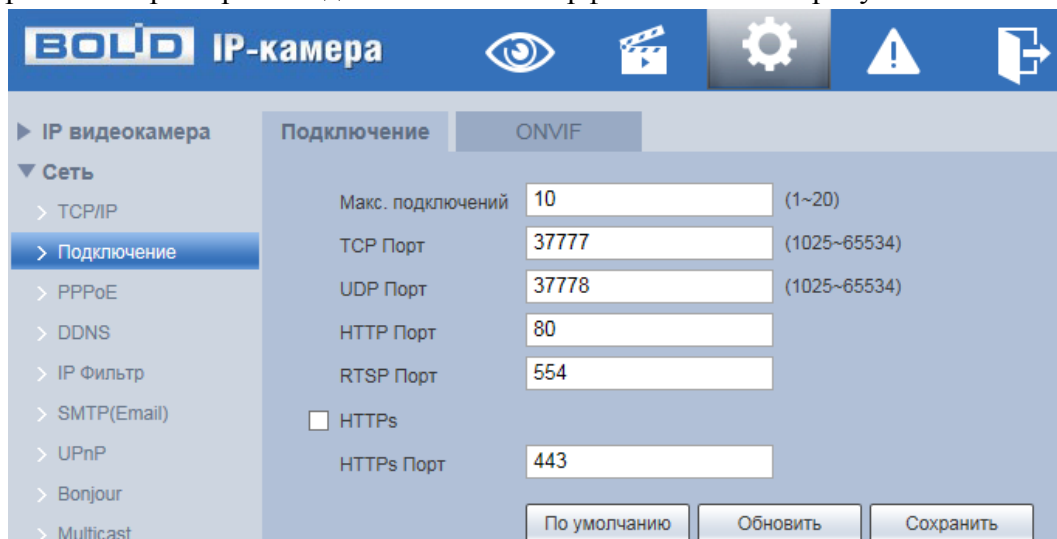 BOLID IP-камера
IP видеокамера
Сеть
TCP/IP
Подключение
PPPoE
DDNS
IP Фильтр
SMTP(Email)
UPnP
Bonjour
Multicast
Подключение ONVIF
Макс. подключений 10 (1~20)
TCP Порт 37777 (1025~65534)
UDP Порт 37778 (1025~65534)
HTTP Порт 80
RTSP Порт 554
HTTPs
HTTPs Порт 443
По умолчанию Обновить Сохранить